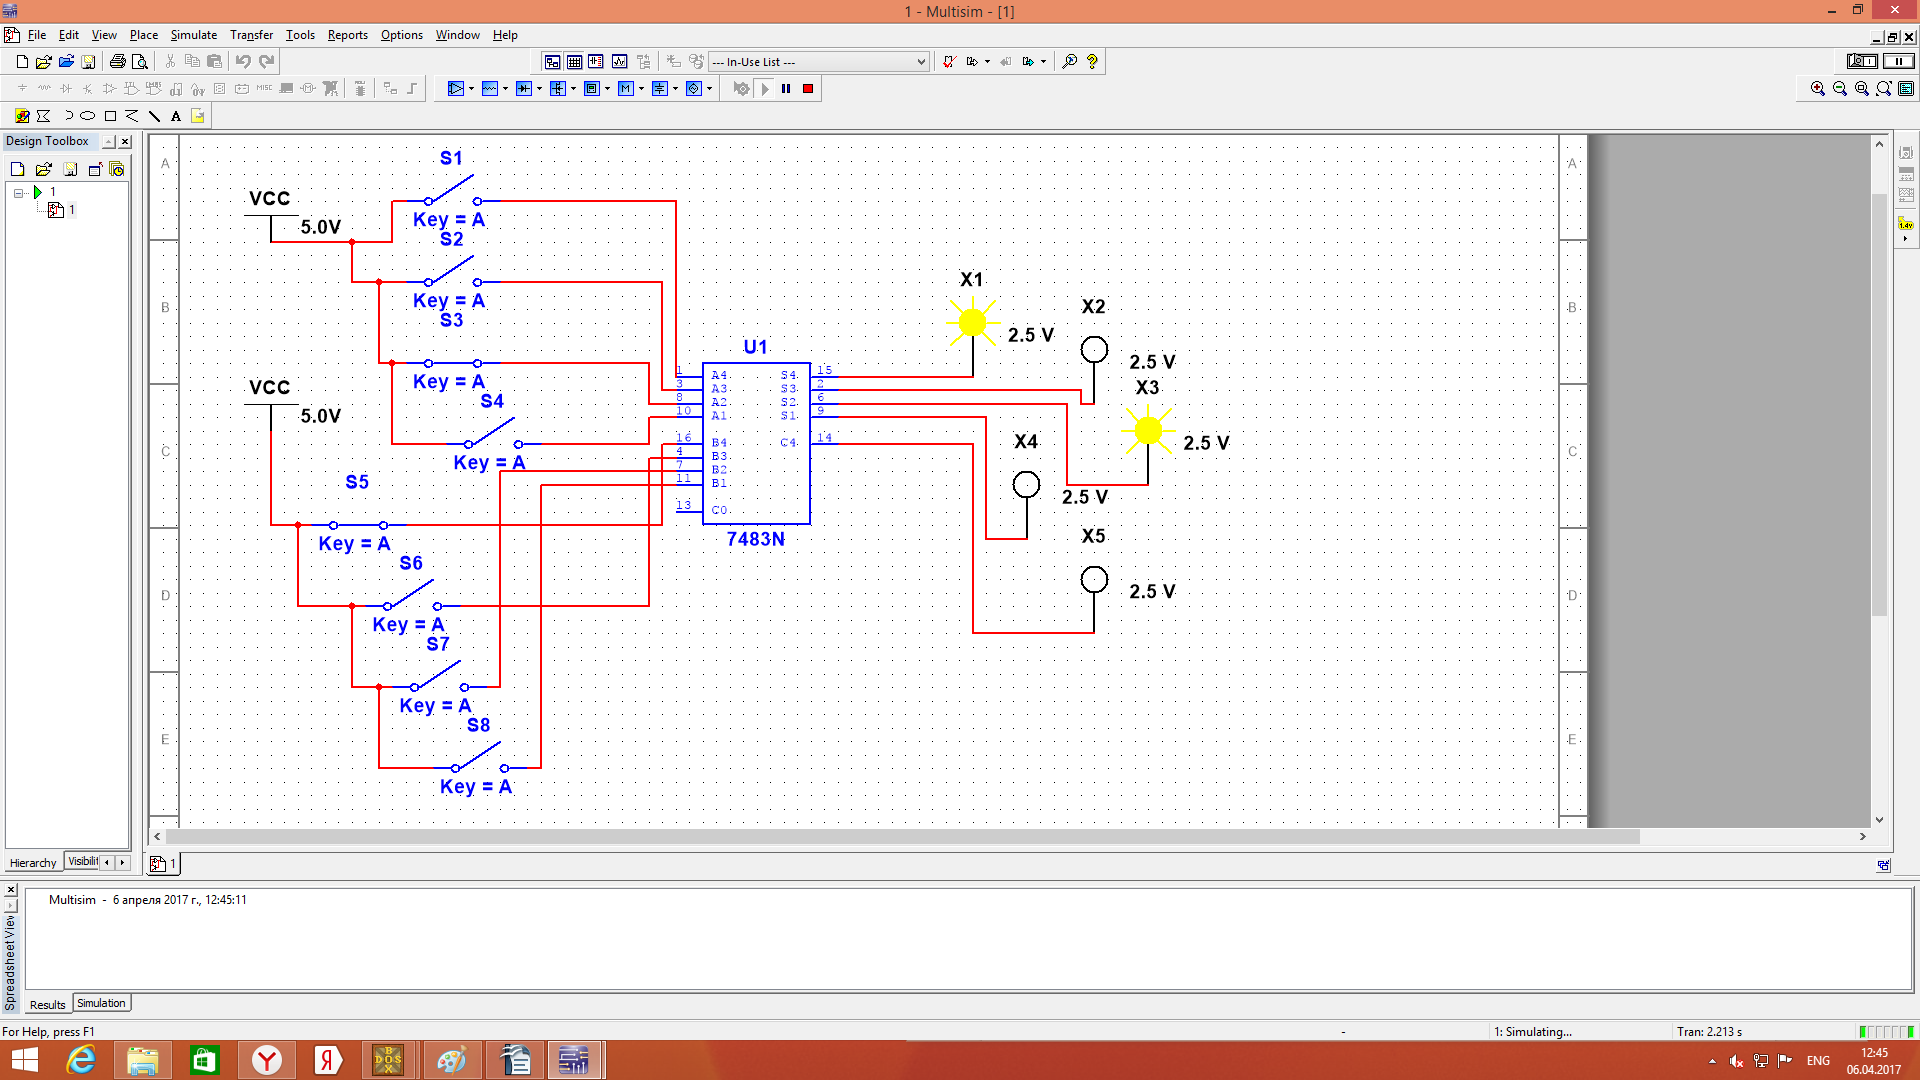 1 - Multisim - [1]
File Edit View Place Simulate Transfer Tools Reports Options Window Help
--- In-Use List ---
MISC
A
Design Toolbox
1
1
A
B
C
D
E
A
B
C
D
E
VCC
5.0V
S1
Key = A
S2
Key = A
S3
Key = A
S4
Key = A
VCC
5.0V
S5
Key = A
S6
Key = A
S7
Key = A
S8
Key = A
U1
1 A4 S4 15
3 A3 S3 2
8 A2 S2 6
10 A1 S1 9
16 B4 C4 14
4 B3
7 B2
11 B1
13 C0
7483N
X1
2.5 V
X2
2.5 V
X3
2.5 V
X4
2.5 V
X5
2.5 V
1.4v
Hierarchy Visibilit
1
Multisim - 6 апреля 2017 г., 12:45:11
Spreadsheet View
Results Simulation
For Help, press F1
-
1: Simulating...
Tran: 2.213 s
ENG
12:45
06.04.2017